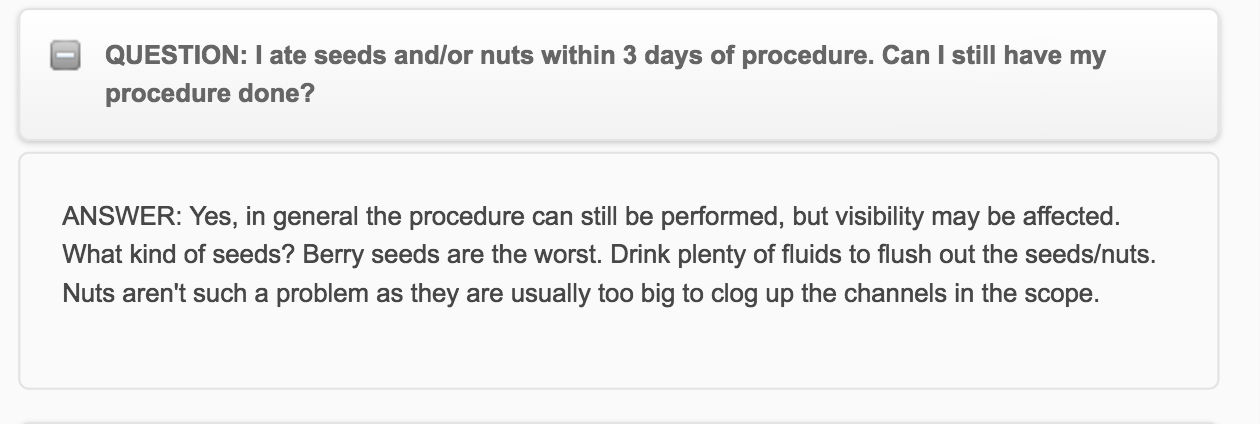 QUESTION: I ate seeds and/or nuts within 3 days of procedure. Can I still have my
procedure done?
ANSWER: Yes, in general the procedure can still be performed, but visibility may be affected.
What kind of seeds? Berry seeds are the worst. Drink plenty of fluids to flush out the seeds/nuts.
Nuts aren't such a problem as they are usually too big to clog up the channels in the scope.